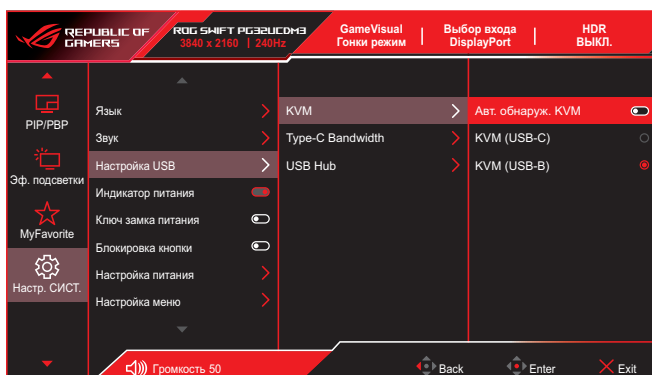 REPUBLIC OF
GAMERS
ROG SWIFT PG32UCDM3
3840 x 2160 | 240Hz
GameVisual
Гонки режим
Выбор входа
DisplayPort
HDR
ВЫКЛ.
PIP/PBP
Эф. подсветки
MyFavorite
Настр. СИСТ.
Язык
Звук
Настройка USB
Индикатор питания
Ключ замка питания
Блокировка кнопки
Настройка питания
Настройка меню
KVM
Type-C Bandwidth
USB Hub
Авт. обнаруж. KVM
KVM (USB-C)
KVM (USB-B)
Громкость 50
Back
Enter
Exit